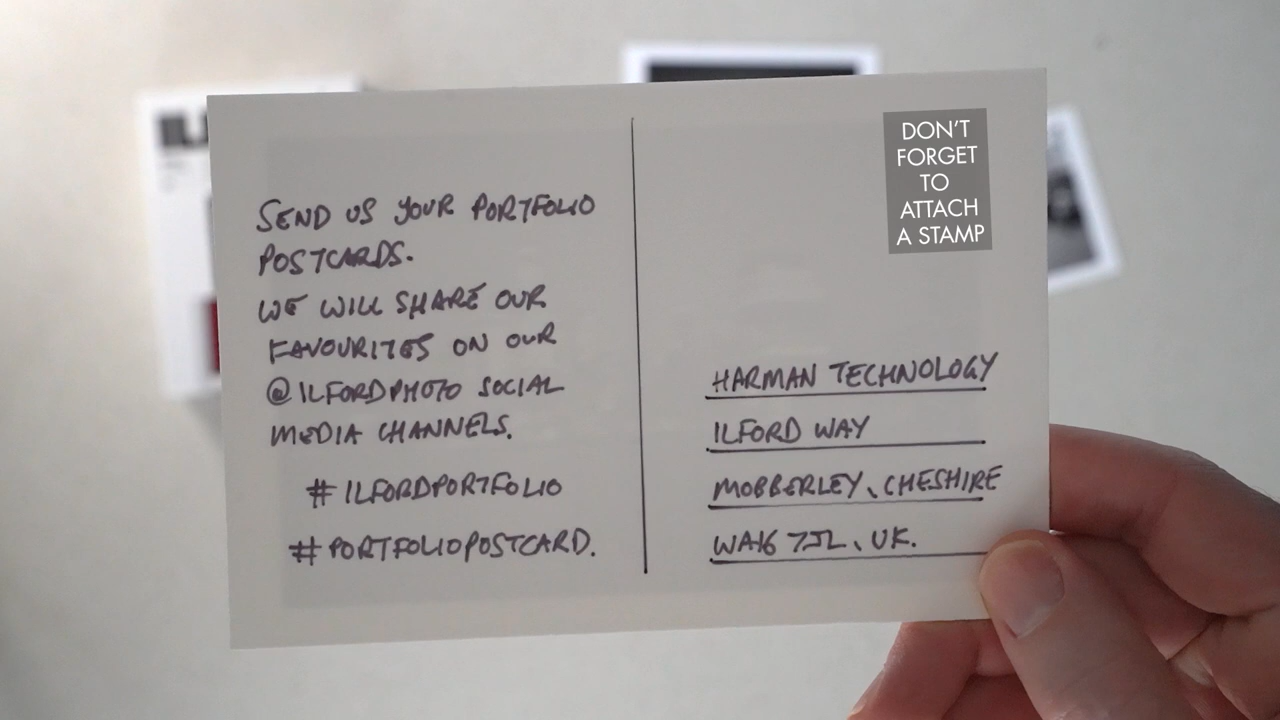 SEND US YOUR PORTFOLIO
POSTCARDS.
WE WILL SHARE OUR
FAVOURITES ON OUR
@ILFORDPHOTO SOCIAL
MEDIA CHANNELS.
#ILFORDPORTFOLIO
#PORTFOLIOPOSTCARD.
DON'T
FORGET
TO
ATTACH
A STAMP
HARMAN TECHNOLOGY
ILFORD WAY
MOBBERLEY, CHESHIRE
WA16 7JL, UK.